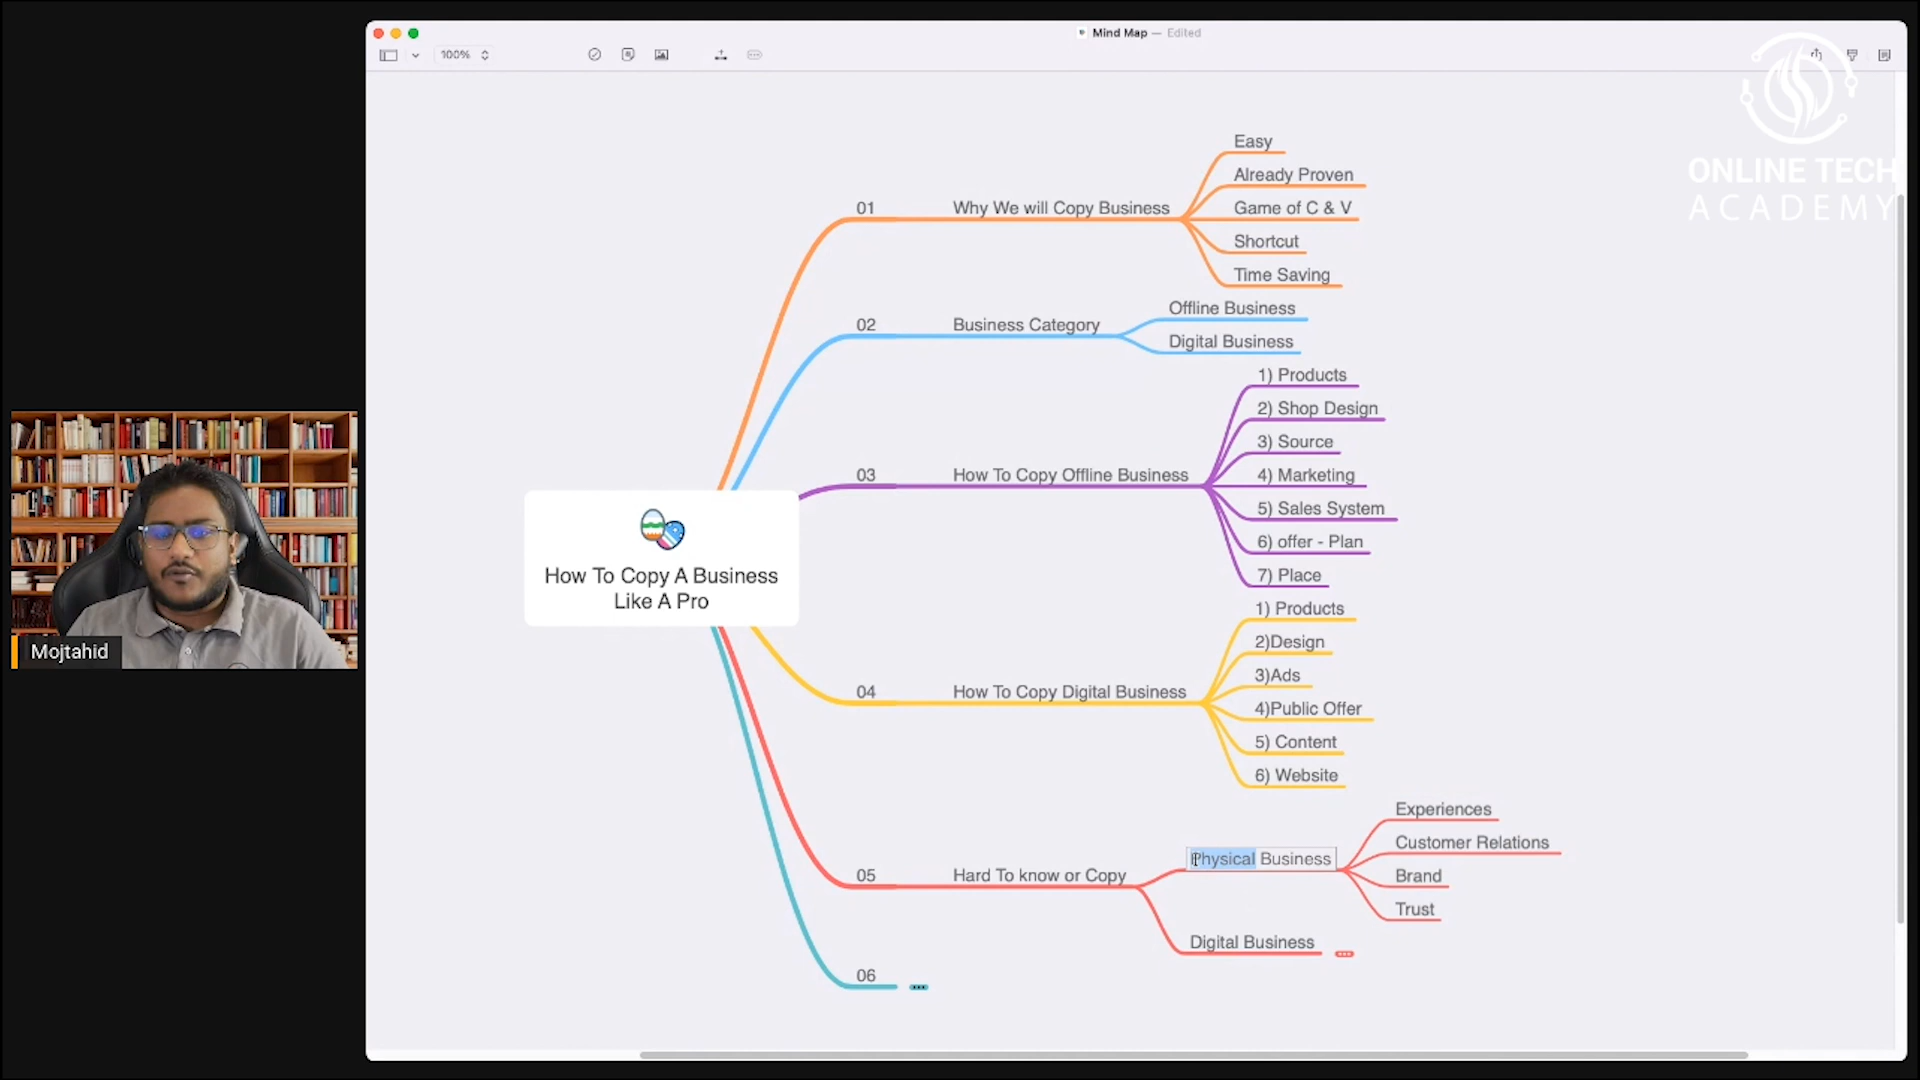 Mind Map — Edited
100%
ONLINE TECH
ACADEMY
How To Copy A Business
Like A Pro
01
Why We will Copy Business
Easy
Already Proven
Game of C & V
Shortcut
Time Saving
02
Business Category
Offline Business
Digital Business
03
How To Copy Offline Business
1) Products
2) Shop Design
3) Source
4) Marketing
5) Sales System
6) offer - Plan
7) Place
04
How To Copy Digital Business
1) Products
2)Design
3)Ads
4)Public Offer
5) Content
6) Website
05
Hard To know or Copy
Physical Business
Experiences
Customer Relations
Brand
Trust
Digital Business
06
Mojtahid